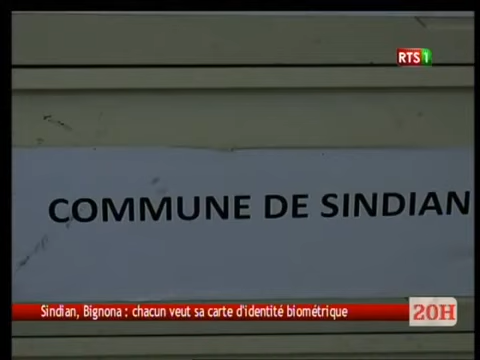 RTS1
COMMUNE DE SINDIAN
Sindian, Bignona : chacun veut sa carte d'identité biométrique
20H